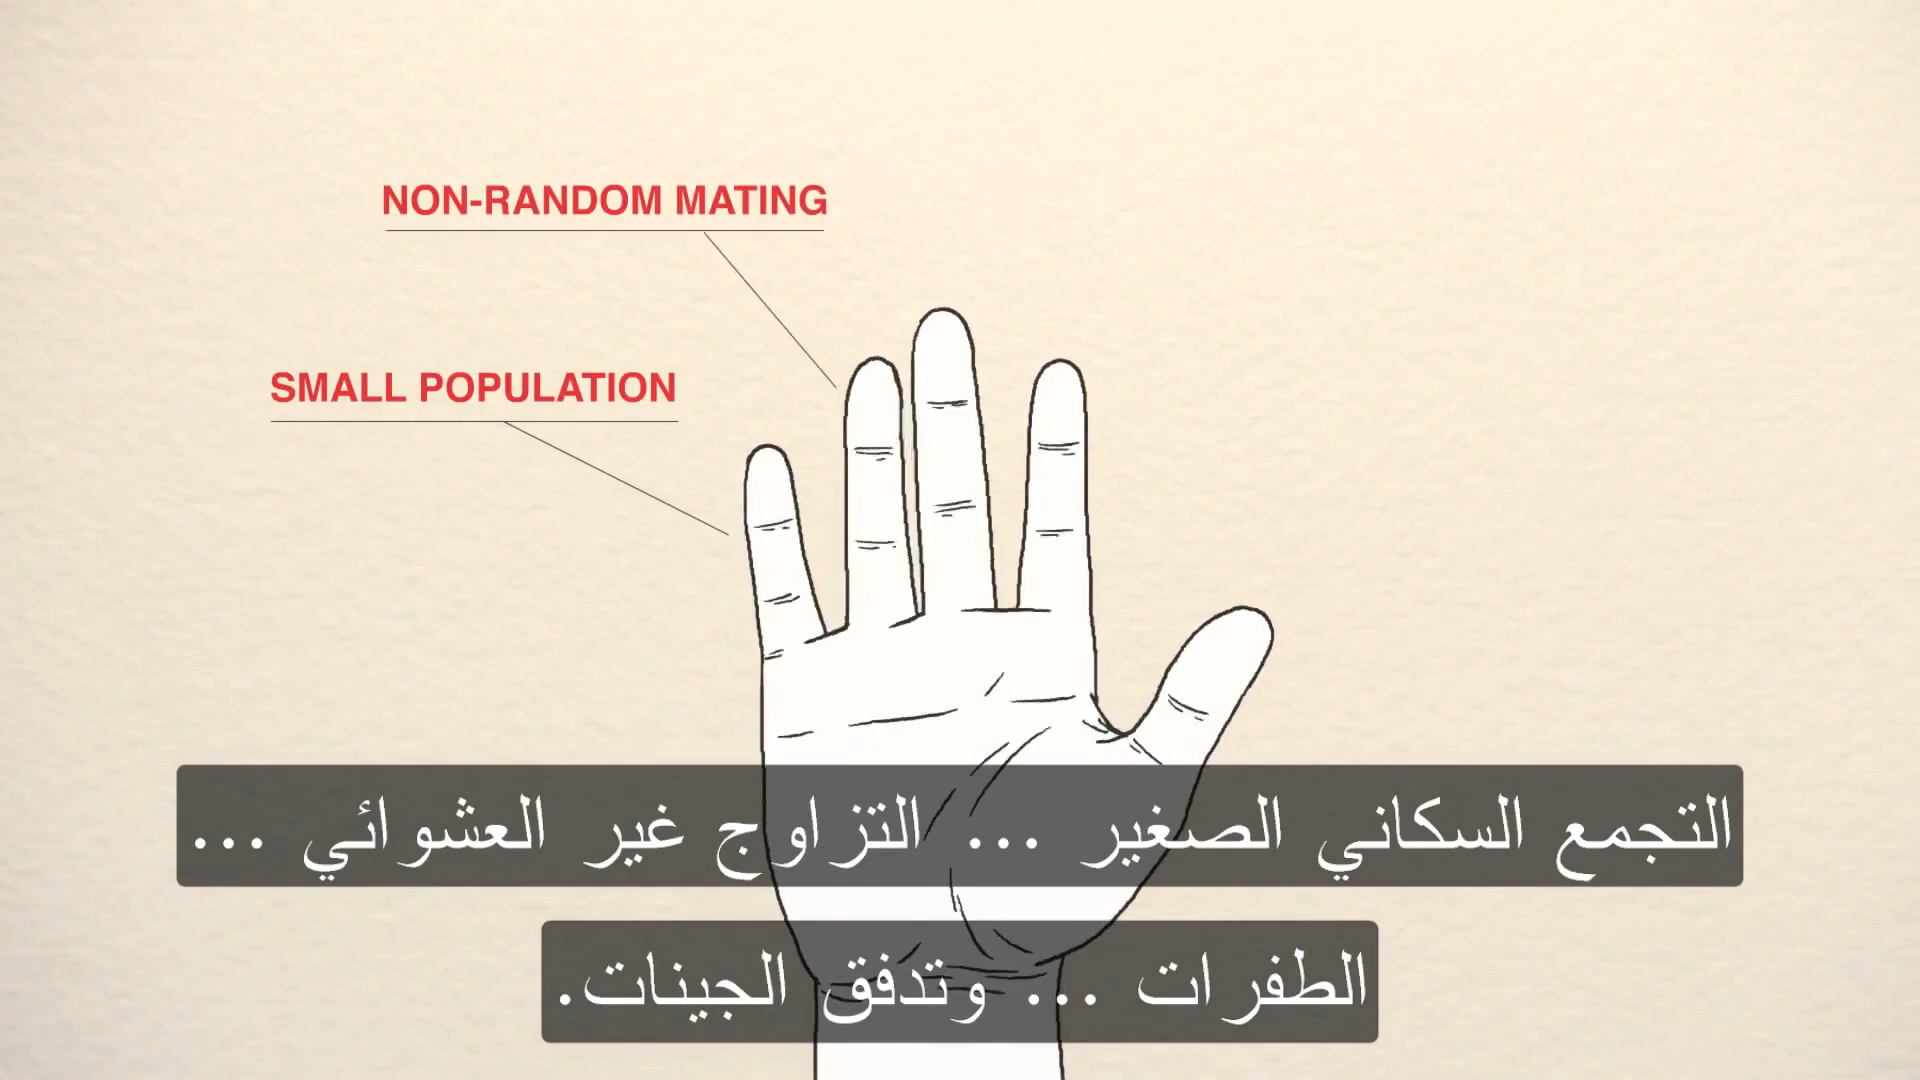 NON-RANDOM MATING
SMALL POPULATION
التجمع السكاني الصغير ... التزاوج غير العشوائي ...
الطفرات ... وتدفق الجينات.